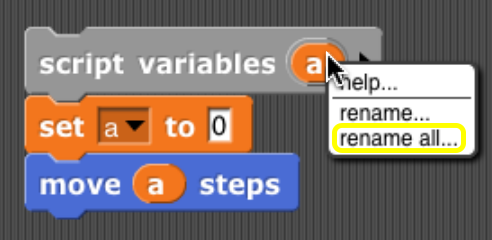 script variables a
help...
rename...
rename all...
set a to 0
move a steps